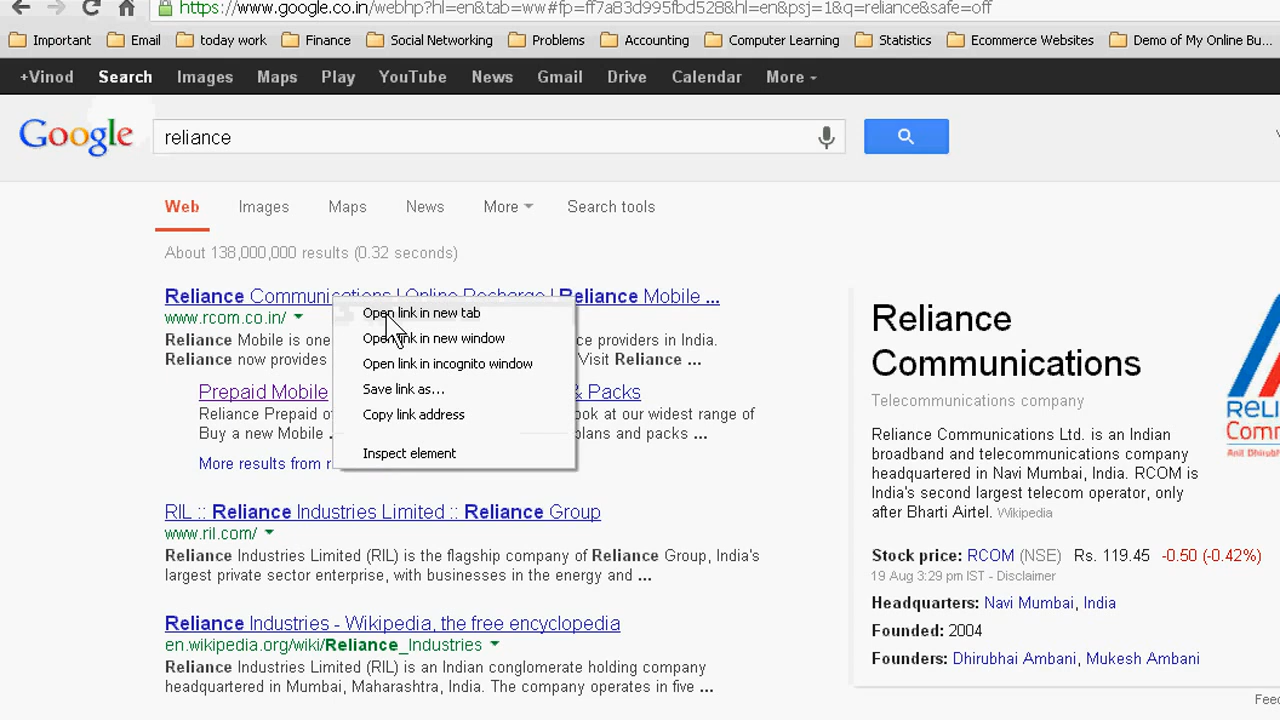 https://www.google.co.in/webhp?hl=en&tab=ww#fp=ff7a83d995fbd528&hl=en&psj=1&q=reliance&safe=off
Important Email today work Finance Social Networking Problems Accounting Computer Learning Statistics Ecommerce Websites Demo of My Online Bu...
+Vinod Search Images Maps Play YouTube News Gmail Drive Calendar More
Google reliance
Web Images Maps News More Search tools
About 138,000,000 results (0.32 seconds)
Reliance Communications | Online Recharge | Reliance Mobile ...
www.rcom.co.in/
Reliance Mobile is one ce providers in India.
Reliance now provides Visit Reliance ...
Prepaid Mobile & Packs
Reliance Prepaid o ook at our widest range of
Buy a new Mobile plans and packs ...
More results from r
Open link in new tab
Open link in new window
Open link in incognito window
Save link as...
Copy link address
Inspect element
RIL :: Reliance Industries Limited :: Reliance Group
www.ril.com/
Reliance Industries Limited (RIL) is the flagship company of Reliance Group, India's
largest private sector enterprise, with businesses in the energy and ...
Reliance Industries - Wikipedia, the free encyclopedia
en.wikipedia.org/wiki/Reliance_Industries
Reliance Industries Limited (RIL) is an Indian conglomerate holding company
headquartered in Mumbai, Maharashtra, India. The company operates in five ...
Reliance
Communications
Telecommunications company
Reliance Communications Ltd. is an Indian
broadband and telecommunications company
headquartered in Navi Mumbai, India. RCOM is
India's second largest telecom operator, only
after Bharti Airtel. Wikipedia
Stock price: RCOM (NSE) Rs. 119.45 -0.50 (-0.42%)
19 Aug 3:29 pm IST - Disclaimer
Headquarters: Navi Mumbai, India
Founded: 2004
Founders: Dhirubhai Ambani, Mukesh Ambani
RELI
Comm
Anil Dhirubh
Feed